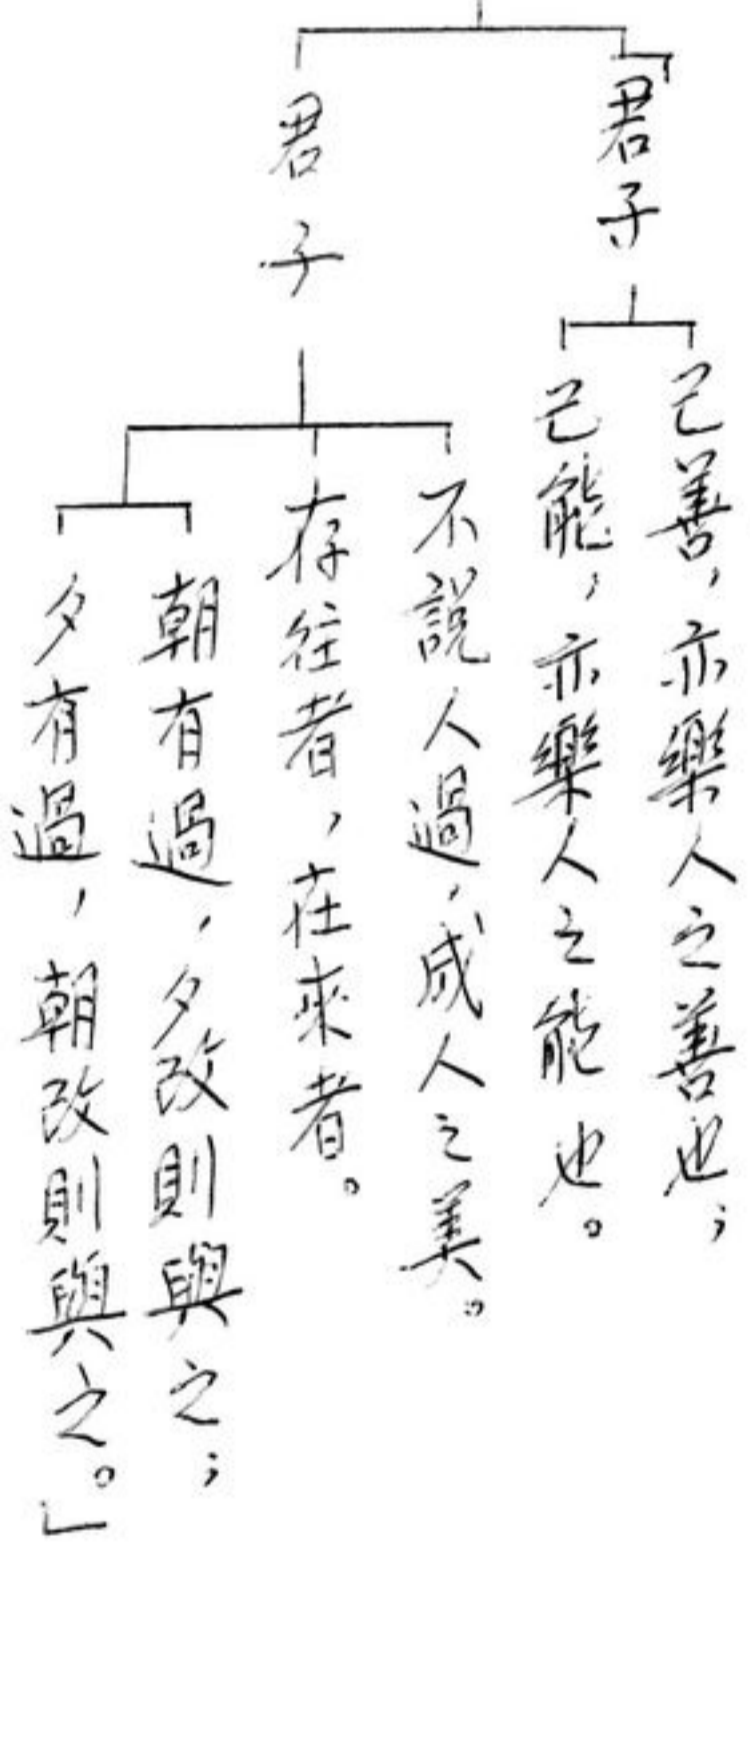 「君子
己善，亦樂人之善也；
己能，亦樂人之能也。
君子
不說人過，成人之美。
存往者，在來者。
朝有過，夕改則與之；
夕有過，朝改則與之。」